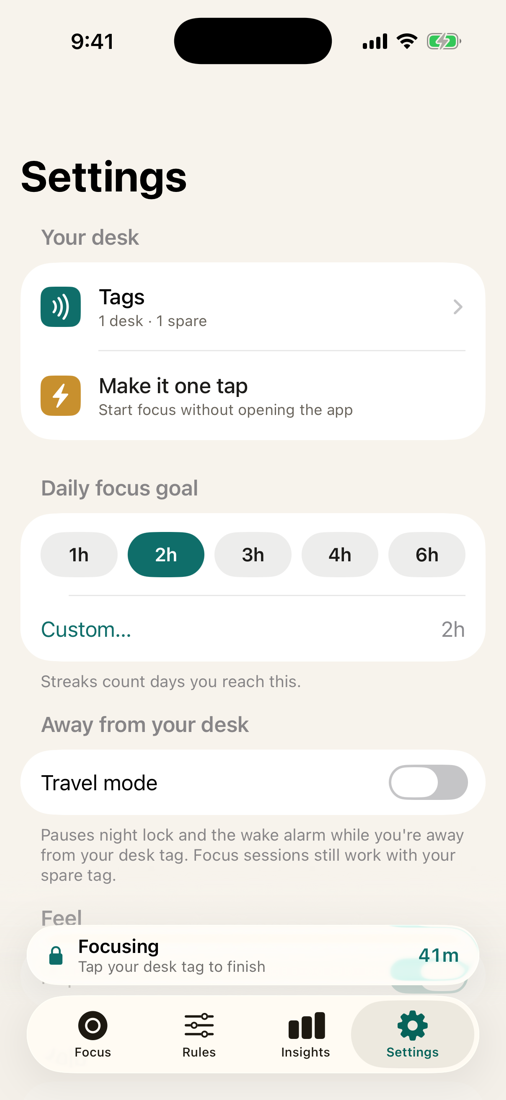 9:41
Settings
Your desk
Tags
1 desk · 1 spare
Make it one tap
Start focus without opening the app
Daily focus goal
1h 2h 3h 4h 6h
Custom... 2h
Streaks count days you reach this.
Away from your desk
Travel mode
Pauses night lock and the wake alarm while you're away
from your desk tag. Focus sessions still work with your
spare tag.
Feel
Focusing 41m
Tap your desk tag to finish
Focus Rules Insights Settings